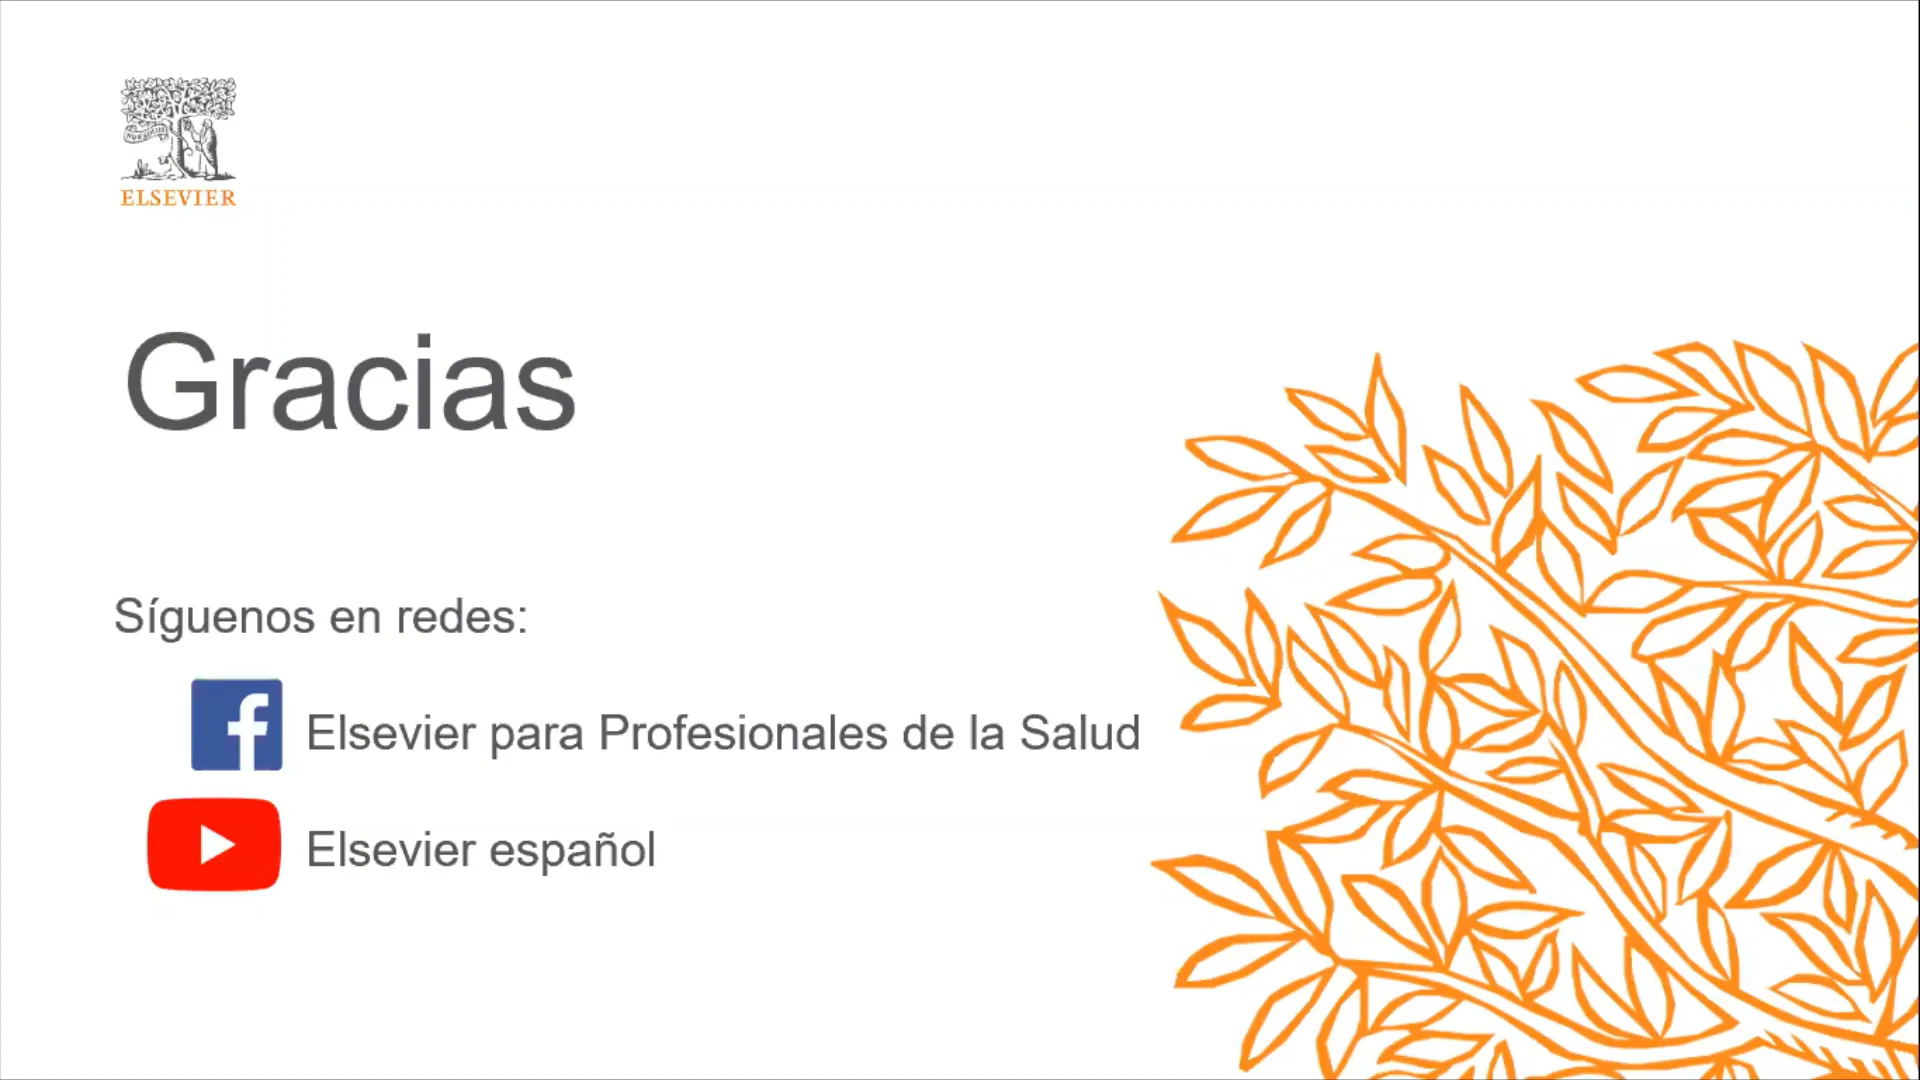 ELSEVIER
Gracias
Síguenos en redes:
Elsevier para Profesionales de la Salud
Elsevier español